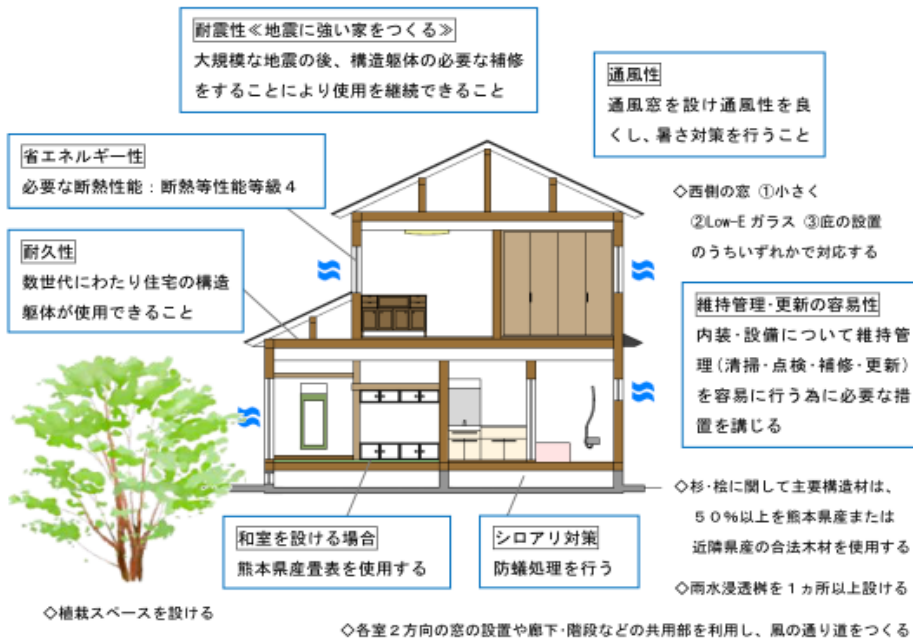 耐震性≪地震に強い家をつくる≫
大規模な地震の後、構造躯体の必要な補修
をすることにより使用を継続できること
通風性
通風窓を設け通風性を良
くし、暑さ対策を行うこと
省エネルギー性
必要な断熱性能：断熱等性能等級４
◇西側の窓 ①小さく
②Low-E ガラス ③庇の設置
のうちいずれかで対応する
耐久性
数世代にわたり住宅の構造
躯体が使用できること
維持管理・更新の容易性
内装・設備について維持管
理（清掃・点検・補修・更新）
を容易に行う為に必要な措
置を講じる
◇杉・桧に関して主要構造材は、
５０％以上を熊本県産または
近隣県産の合法木材を使用する
和室を設ける場合
熊本県産畳表を使用する
シロアリ対策
防蟻処理を行う
◇雨水浸透桝を１ヵ所以上設ける
◇植栽スペースを設ける
◇各室２方向の窓の設置や廊下・階段などの共用部を利用し、風の通り道をつくる